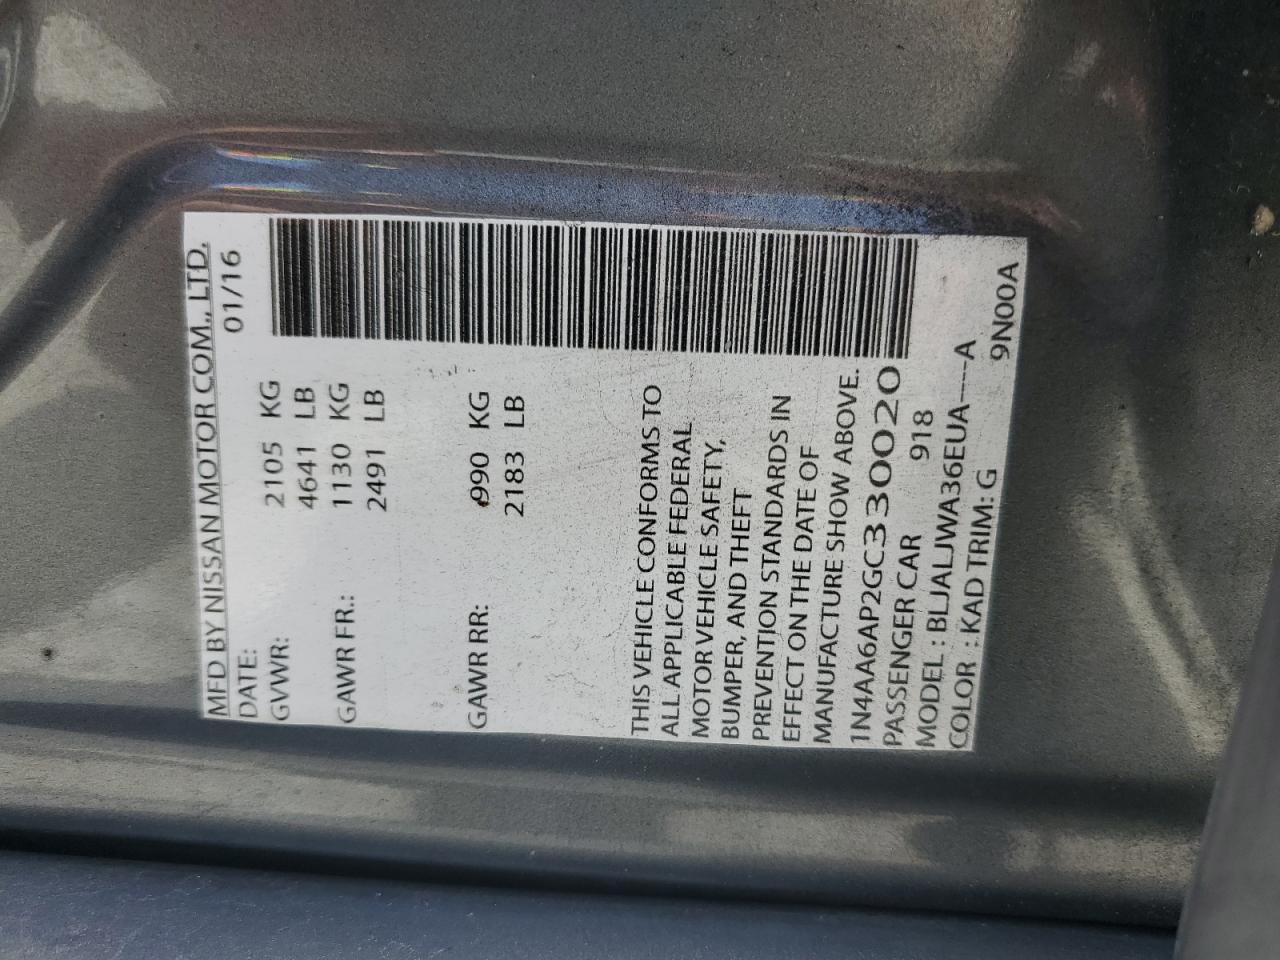 MFD BY NISSAN MOTOR COM., LTD.
DATE: 01/16
GVWR: 2105 KG
4641 LB
GAWR FR.: 1130 KG
2491 LB
GAWR RR: 990 KG
2183 LB
THIS VEHICLE CONFORMS TO
ALL APPLICABLE FEDERAL
MOTOR VEHICLE SAFETY,
BUMPER, AND THEFT
PREVENTION STANDARDS IN
EFFECT ON THE DATE OF
MANUFACTURE SHOW ABOVE.
1N4AA6AP2GC330020
PASSENGER CAR 918
MODEL : BLJALJWA36EUA----A
COLOR : KAD TRIM: G 9N00A